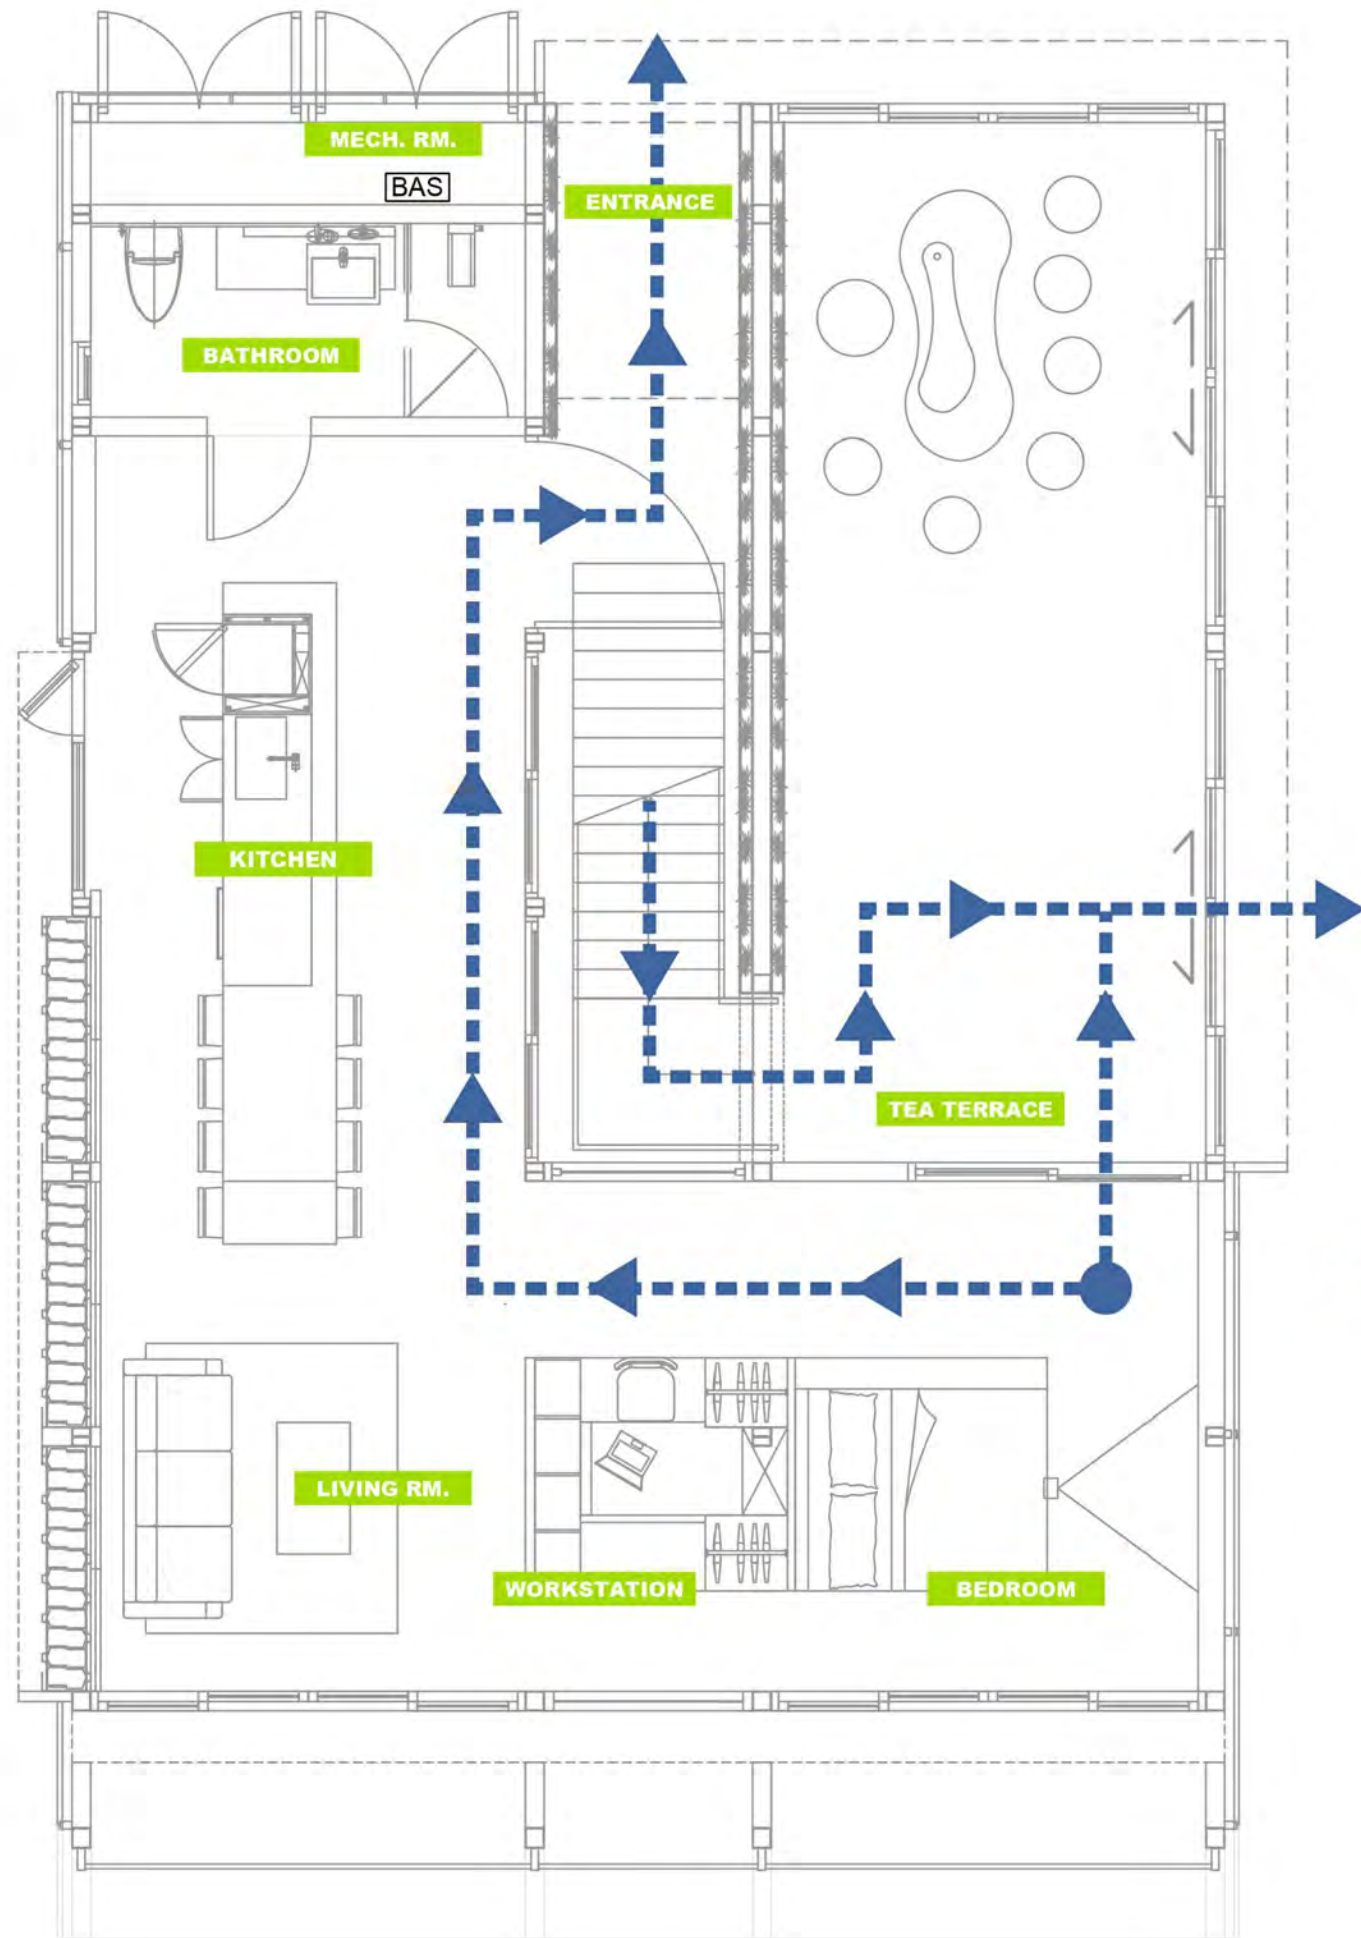 MECH. RM.
BAS
ENTRANCE
BATHROOM
KITCHEN
TEA TERRACE
LIVING RM.
WORKSTATION
BEDROOM